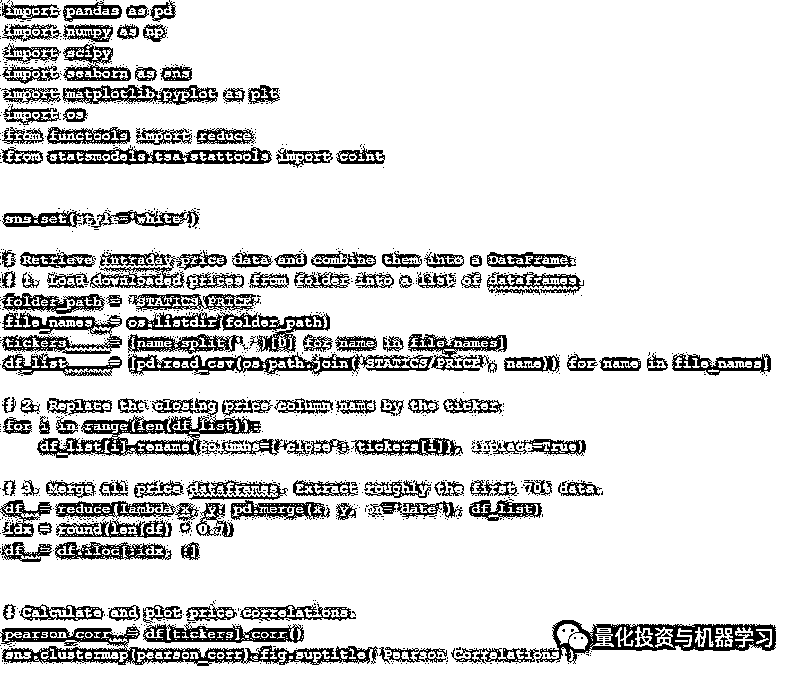 import pandas as pd
import numpy as np
import scipy
import seaborn as sns
import matplotlib.pyplot as plt
import os
from functools import reduce
from statsmodels.tsa.stattools import coint
sns.set(style='white')
# Retrieve intraday price data and combine them into a DataFrame.
# 1. Load downloaded prices from folder into a list of dataframes.
folder_path = 'STATICS/PRICE'
file_names = os.listdir(folder_path)
tickers = [name.split('.')[0] for name in file_names]
df_list = [pd.read_csv(os.path.join('STATICS/PRICE', name)) for name in file_names]
# 2. Replace the closing price column name by the ticker.
for i in range(len(df_list)):
    df_list[i].rename(columns={'close': tickers[i]}, inplace=True)
# 3. Merge all price dataframes. Extract roughly the first 70% data.
df = reduce(lambda x, y: pd.merge(x, y, on='date'), df_list)
idx = round(len(df) * 0.7)
df = df.iloc[:idx, :]
# Calculate and plot price correlations.
pearson_corr = df[tickers].corr()
sns.clustermap(pearson_corr).fig.suptitle('Pearson Correlations')
量化投资与机器学习